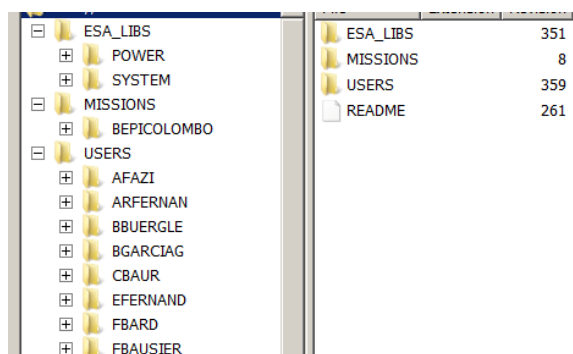 ESA_LIBS
POWER
SYSTEM
MISSIONS
BEPICOLOMBO
USERS
AFAZI
ARFERNAN
BBUERGLE
BGARCIAG
CBAUR
EFERNAND
FBARD
FBAUSIER
ESA_LIBS 351
MISSIONS 8
USERS 359
README 261